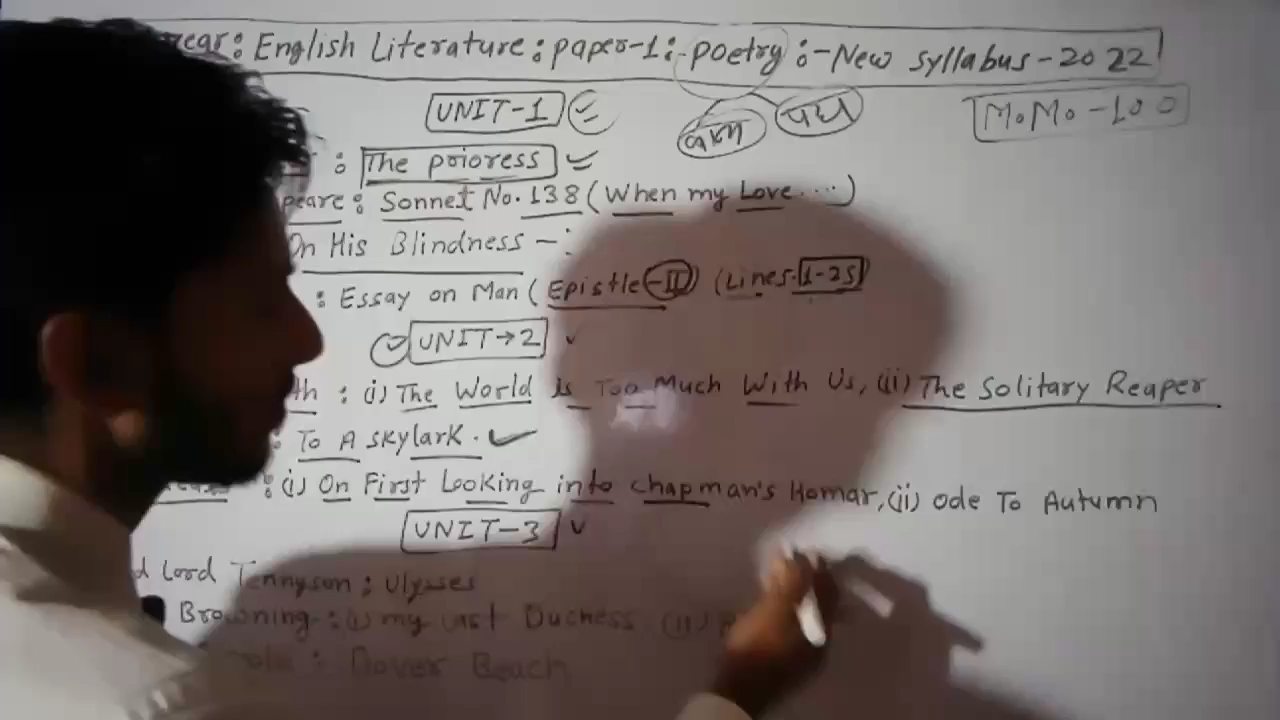 year: English Literature: paper-1: poetry :- New syllabus - 2022
UNIT-1
काव्य
पद्य
M.M. - 100
: The poioress
peare: Sonnet No. 138 (When my Love....)
On His Blindness -:
: Essay on Man (Epistle-II) (Lines. 1-25)
UNIT→2
th : (i) The World is Too Much With Us, (ii) The Solitary Reaper
: To A skylark.
: (i) On First Looking into chapman's Homar, (ii) ode To Autumn
UNIT-3
d Lord Tennyson : Ulysses
Browning : (i) my Last Duchess (ii)
: Dover Beach